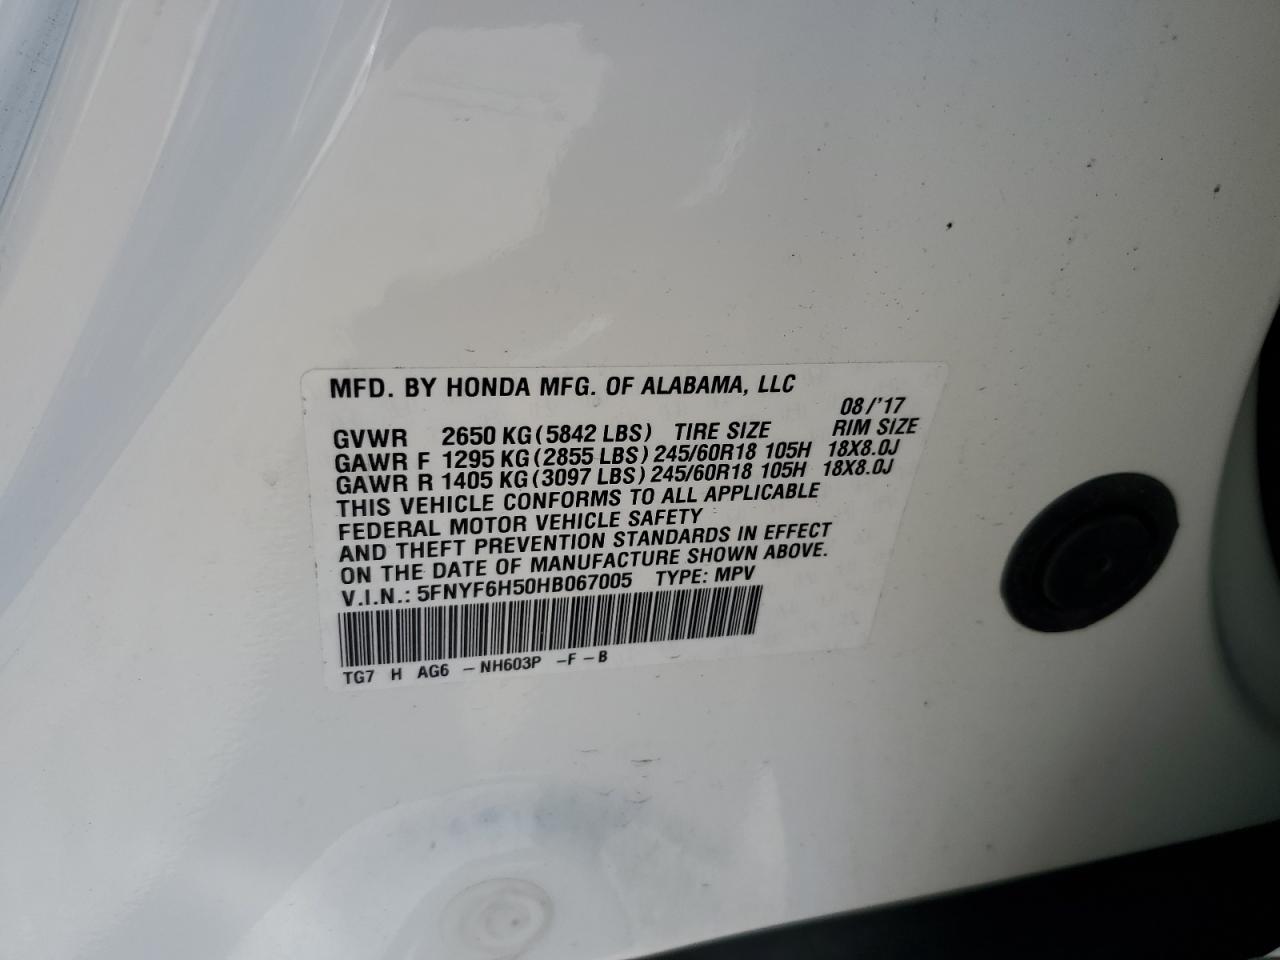 MFD. BY HONDA MFG. OF ALABAMA, LLC
08/'17
GVWR 2650 KG (5842 LBS) TIRE SIZE RIM SIZE
GAWR F 1295 KG (2855 LBS) 245/60R18 105H 18X8.0J
GAWR R 1405 KG (3097 LBS) 245/60R18 105H 18X8.0J
THIS VEHICLE CONFORMS TO ALL APPLICABLE
FEDERAL MOTOR VEHICLE SAFETY
AND THEFT PREVENTION STANDARDS IN EFFECT
ON THE DATE OF MANUFACTURE SHOWN ABOVE.
V.I.N.: 5FNYF6H50HB067005 TYPE: MPV
TG7 H AG6 – NH603P – F – B